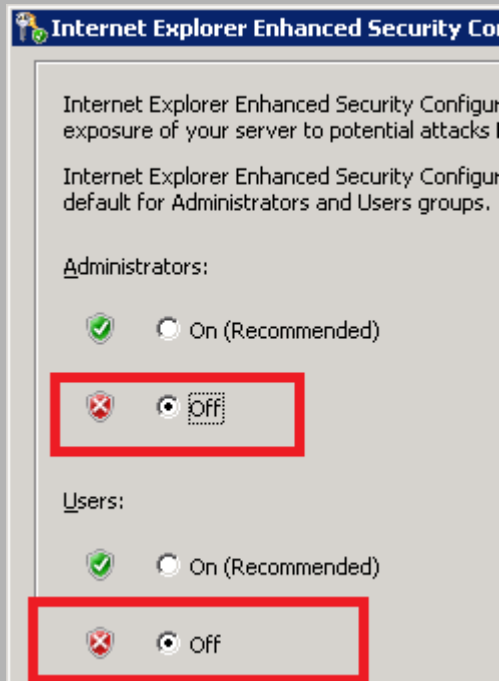 Internet Explorer Enhanced Security Co
Internet Explorer Enhanced Security Configur
exposure of your server to potential attacks
Internet Explorer Enhanced Security Configur
default for Administrators and Users groups.
Administrators:
On (Recommended)
Off
Users:
On (Recommended)
Off